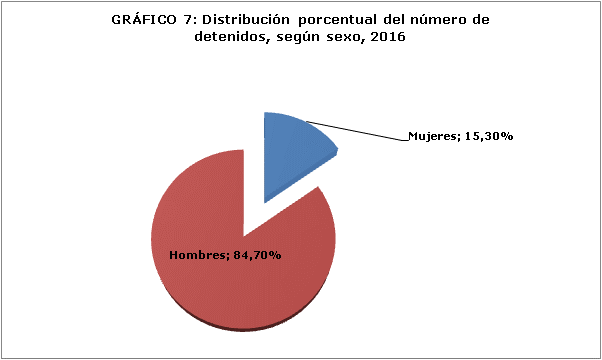 GRÁFICO 7: Distribución porcentual del número de
detenidos, según sexo, 2016
Mujeres; 15,30%
Hombres; 84,70%